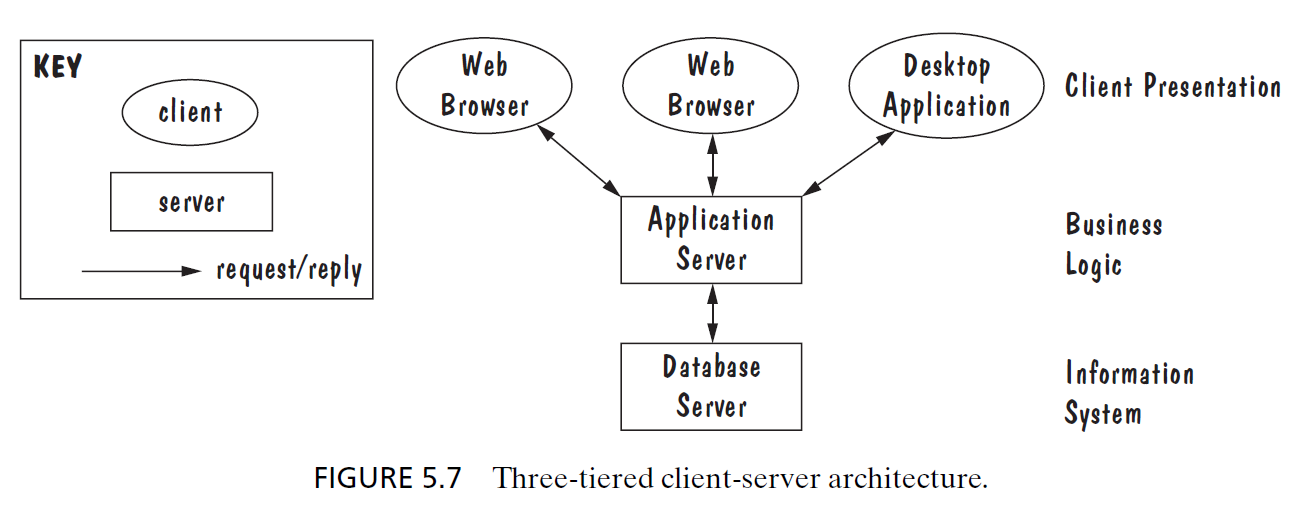 KEY
client
server
request/reply
Web
Browser
Web
Browser
Desktop
Application
Client Presentation
Application
Server
Business
Logic
Database
Server
Information
System
FIGURE 5.7 Three-tiered client-server architecture.